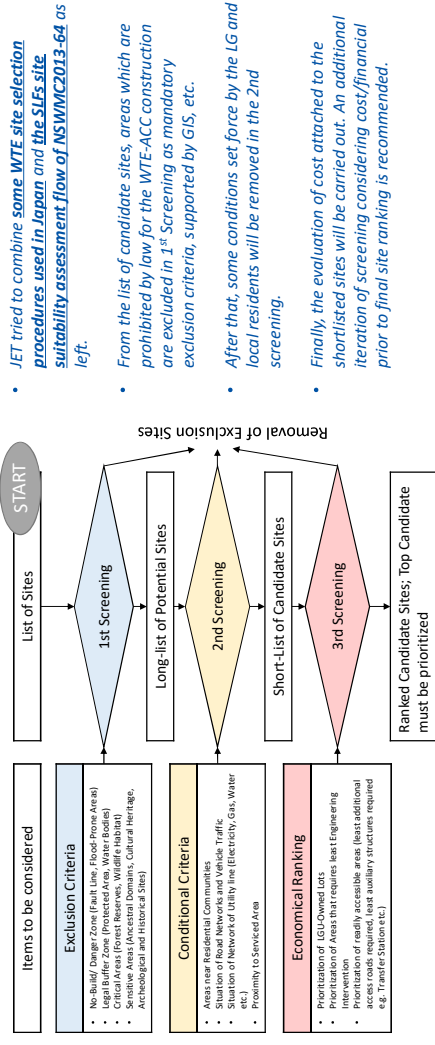 Items to be considered
Exclusion Criteria
• No-Build/ Danger Zone (Fault Line, Flood-Prone Areas)
• Legal Buffer Zone (Protected Area, Water Bodies)
• Critical Areas (Forest Reserves, Wildlife Habitat)
• Sensitive Areas (Ancestral Domains, Cultural Heritage,
Archeological and Historical Sites)
Conditional Criteria
• Areas near Residential Communities
• Situation of Road Networks and Vehicle Traffic
• Situation of Network of Utility line (Electricity, Gas, Water
etc.)
• Proximity to Serviced Area
Economical Ranking
• Prioritization of LGU-Owned Lots
• Prioritization of Areas that requires least Engineering
Intervention
• Prioritization of readily accessible areas (least additional
access roads required, least auxiliary structures required
e.g. Transfer Station etc.)
START
List of Sites
1st Screening
Long-list of Potential Sites
2nd Screening
Short-List of Candidate Sites
3rd Screening
Ranked Candidate Sites; Top Candidate
must be prioritized
Removal of Exclusion Sites
• JET tried to combine some WTE site selection
procedures used in Japan and the SLFs site
suitability assessment flow of NSWMC2013-64 as
left.
• From the list of candidate sites, areas which are
prohibited by law for the WTE-ACC construction
are excluded in 1st Screening as mandatory
exclusion criteria, supported by GIS, etc.
• After that, some conditions set force by the LG and
local residents will be removed in the 2nd
screening.
• Finally, the evaluation of cost attached to the
shortlisted sites will be carried out. An additional
iteration of screening considering cost/financial
prior to final site ranking is recommended.